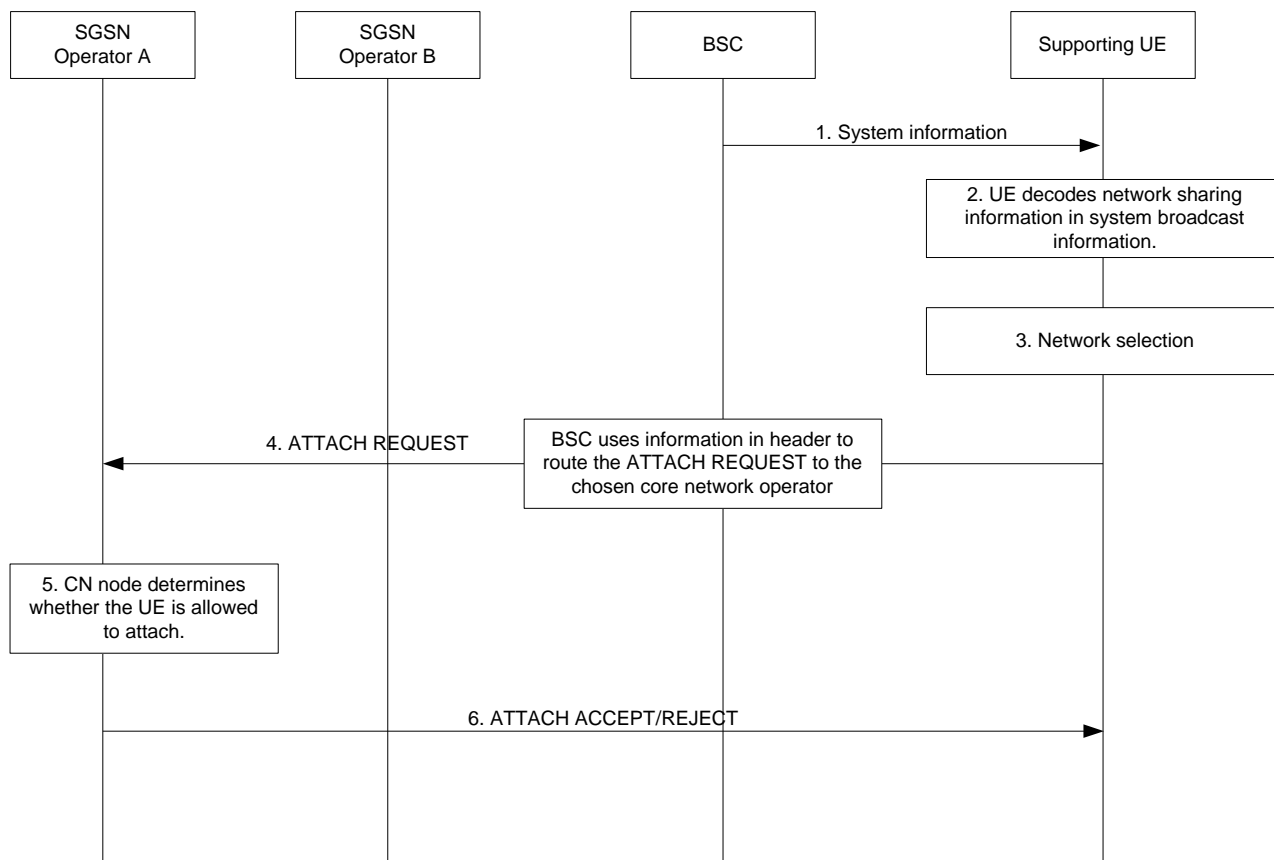 SGSN
Operator A
SGSN
Operator B
BSC
Supporting UE
1. System information
2. UE decodes network sharing
information in system broadcast
information.
3. Network selection
4. ATTACH REQUEST
BSC uses information in header to
route the ATTACH REQUEST to the
chosen core network operator
5. CN node determines
whether the UE is allowed
to attach.
6. ATTACH ACCEPT/REJECT